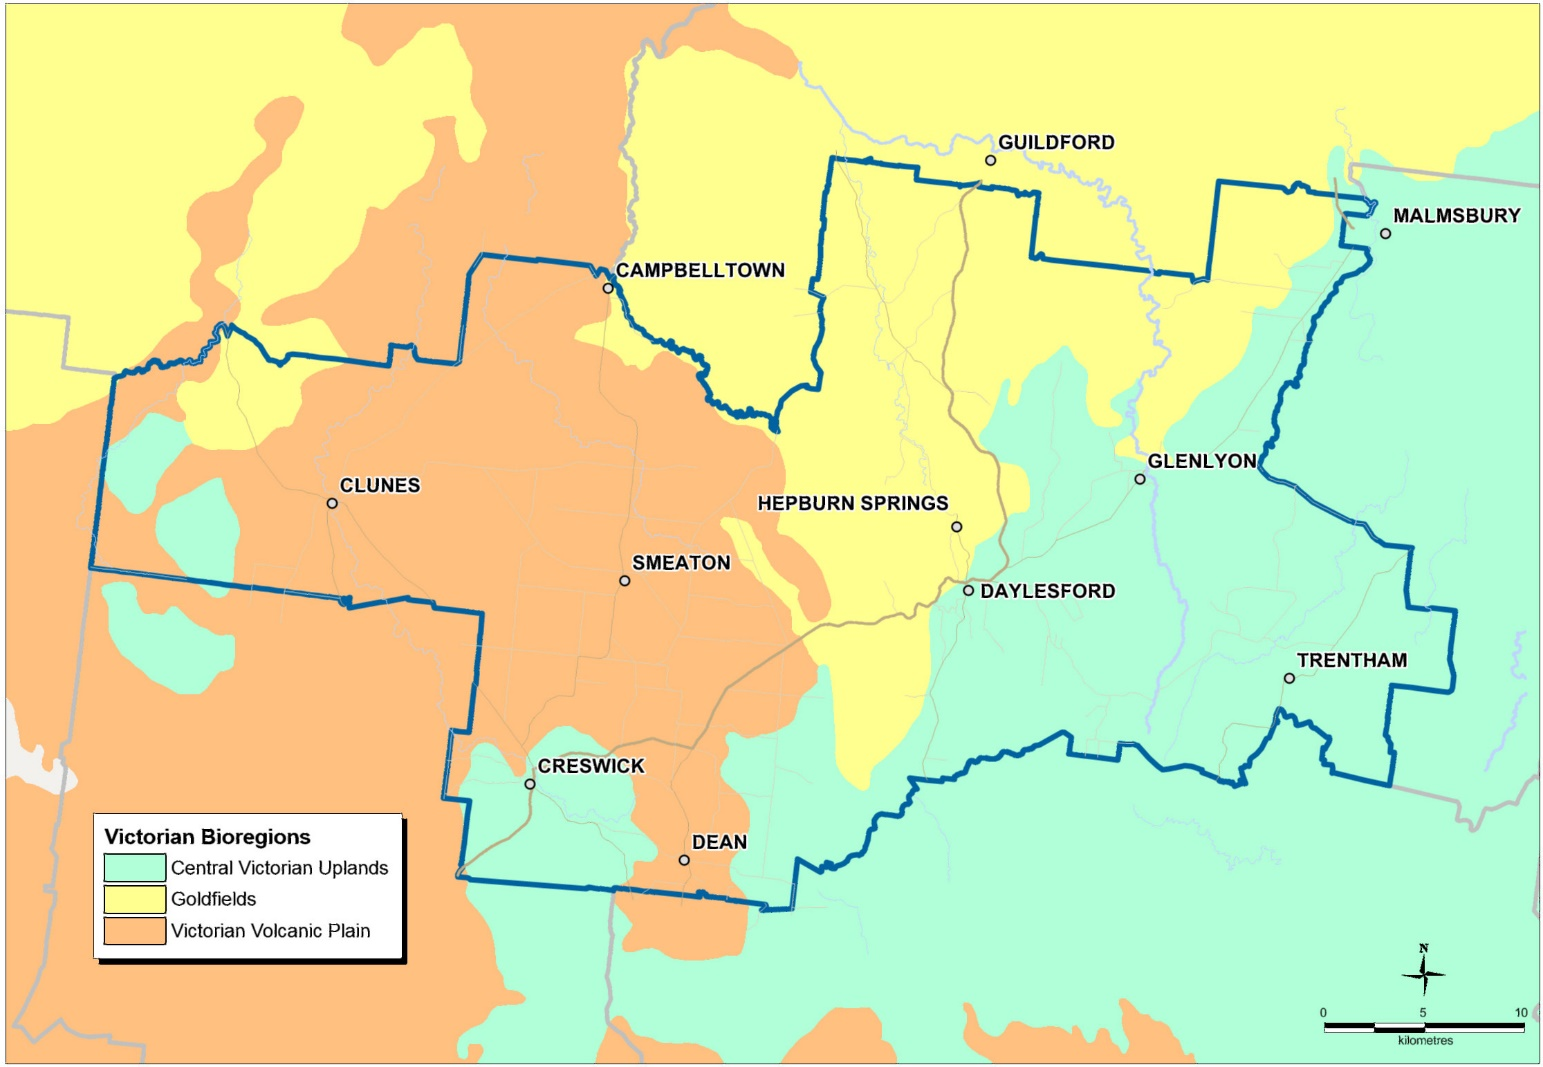 GUILDFORD
MALMSBURY
CAMPBELLTOWN
GLENLYON
CLUNES
HEPBURN SPRINGS
SMEATON
DAYLESFORD
TRENTHAM
CRESWICK
DEAN
Victorian Bioregions
Central Victorian Uplands
Goldfields
Victorian Volcanic Plain
N
0 5 10
kilometres